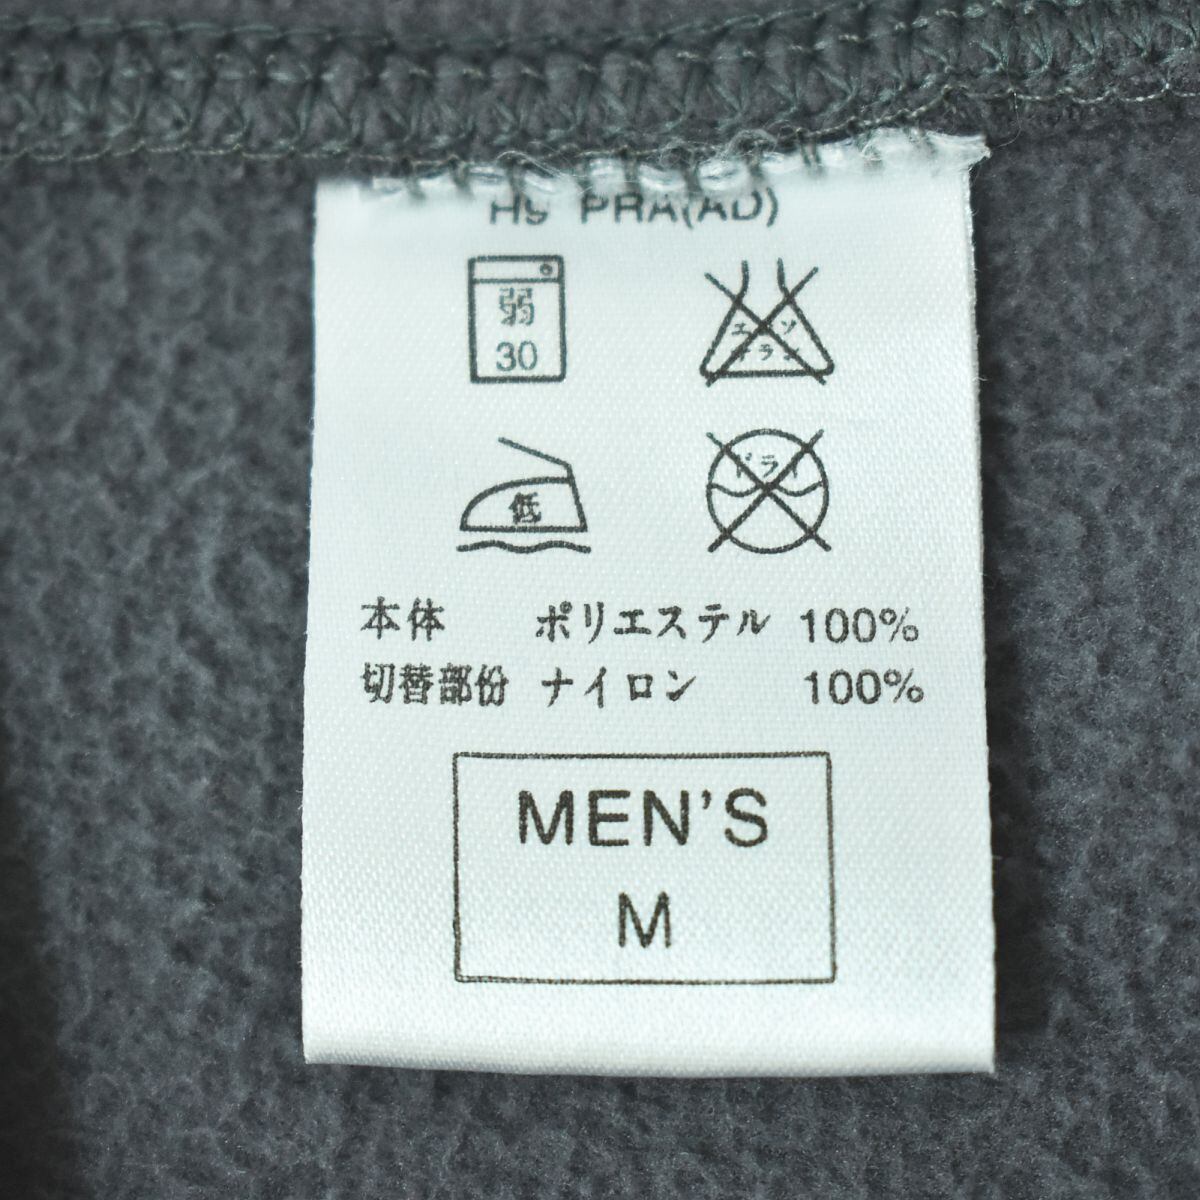 H9 PRA(AD)
弱
30
エンソ
サラシ
低
ドライ
本体 ポリエステル 100%
切替部份 ナイロン 100%
MEN'S
M